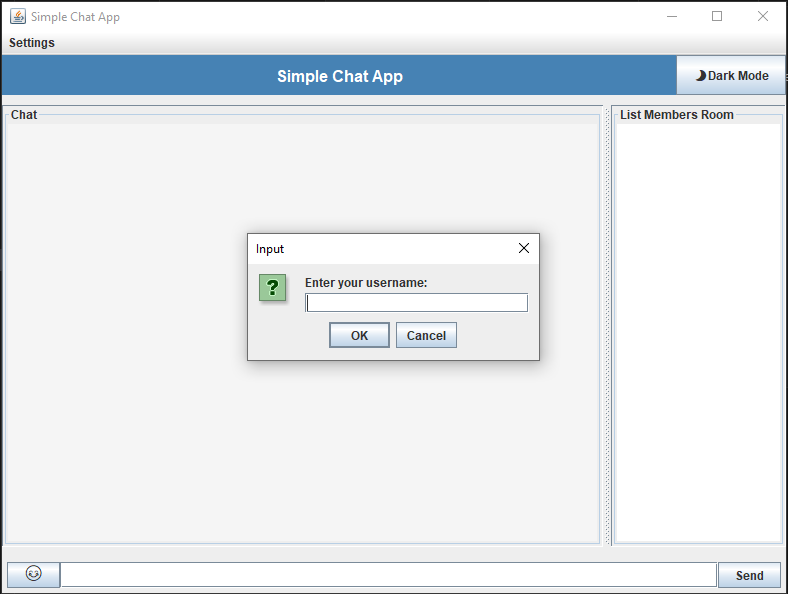 Simple Chat App
Settings
Simple Chat App
Dark Mode
Chat
List Members Room
Input
?
Enter your username:
OK
Cancel
Send